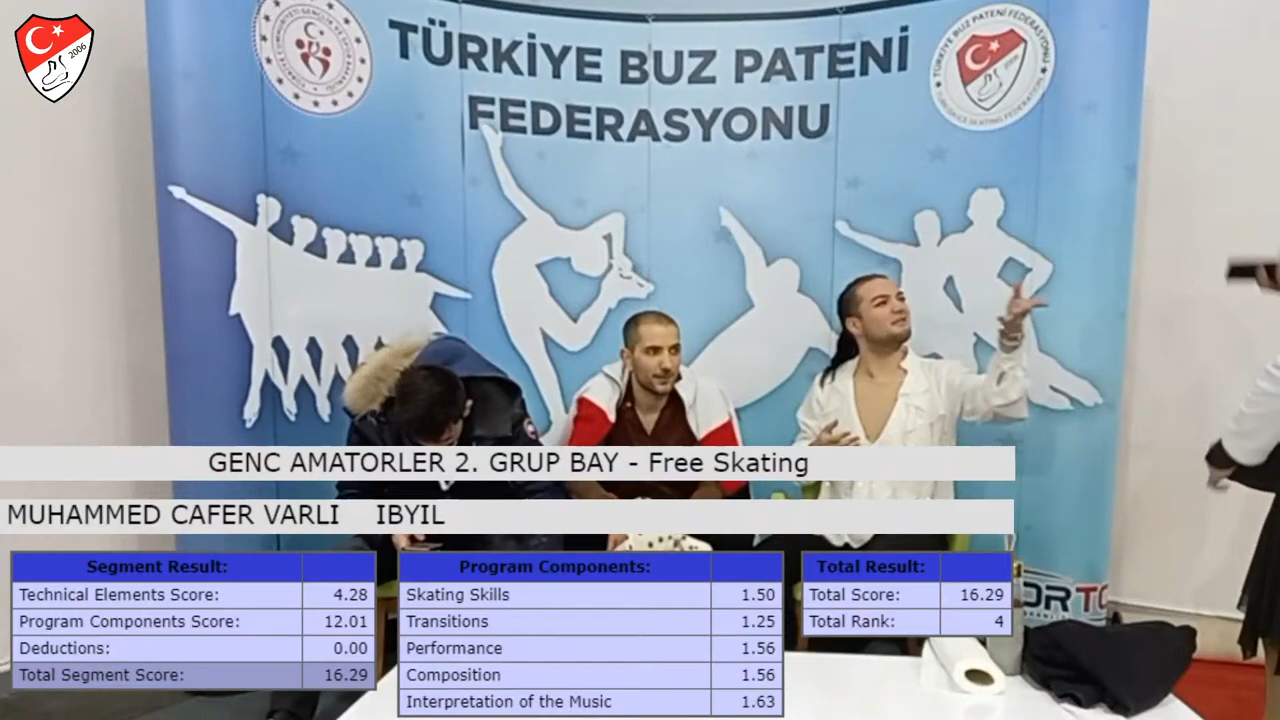 2006
TÜRKİYE BUZ PATENİ
FEDERASYONU
GENC AMATORLER 2. GRUP BAY - Free Skating
MUHAMMED CAFER VARLI IBYIL
Segment Result:
Technical Elements Score: 4.28
Program Components Score: 12.01
Deductions: 0.00
Total Segment Score: 16.29
Program Components:
Skating Skills 1.50
Transitions 1.25
Performance 1.56
Composition 1.56
Interpretation of the Music 1.63
Total Result:
Total Score: 16.29
Total Rank: 4